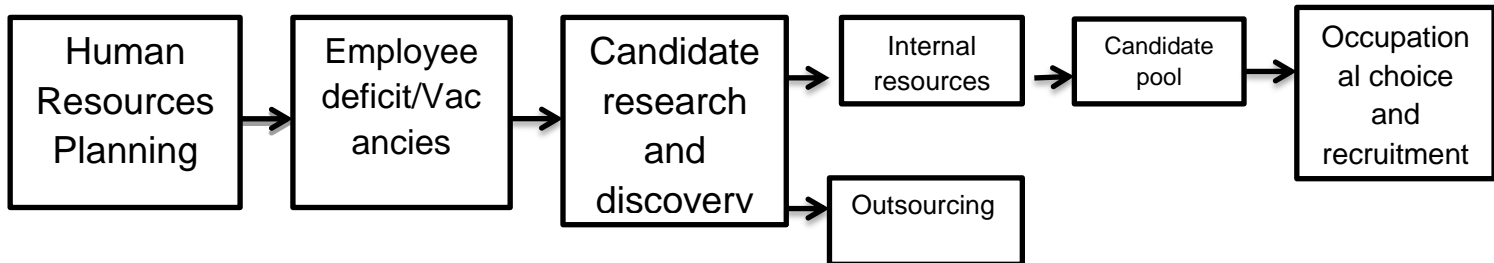 Human
Resources
Planning
Employee
deficit/Vac
ancies
Candidate
research
and
discovery
Internal
resources
Outsourcing
Candidate
pool
Occupation
al choice
and
recruitment